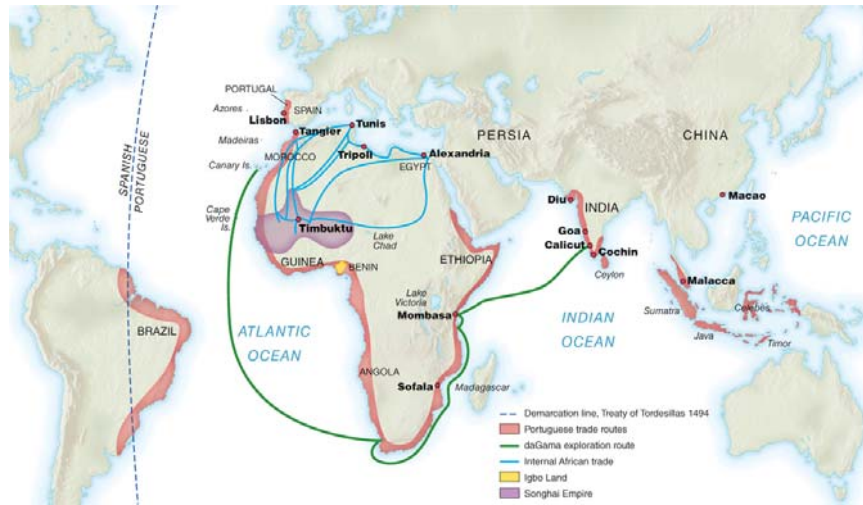 PORTUGAL
Azores
SPAIN
Lisbon
Tangier
Tunis
Madeiras
MOROCCO
Tripoli
Alexandria
EGYPT
Canary Is.
PERSIA
CHINA
SPANISH
PORTUGUESE
Cape
Verde
Is.
Timbuktu
Lake
Chad
Diu
INDIA
Macao
Goa
Calicut
Cochin
Ceylon
PACIFIC
OCEAN
GUINEA
BENIN
ETHIOPIA
Malacca
Lake
Victoria
Mombasa
Sumatra
Celebes
Java
Timor
BRAZIL
ATLANTIC
OCEAN
INDIAN
OCEAN
ANGOLA
Sofala
Madagascar
Demarcation line, Treaty of Tordesillas 1494
Portuguese trade routes
daGama exploration route
Internal African trade
Igbo Land
Songhai Empire